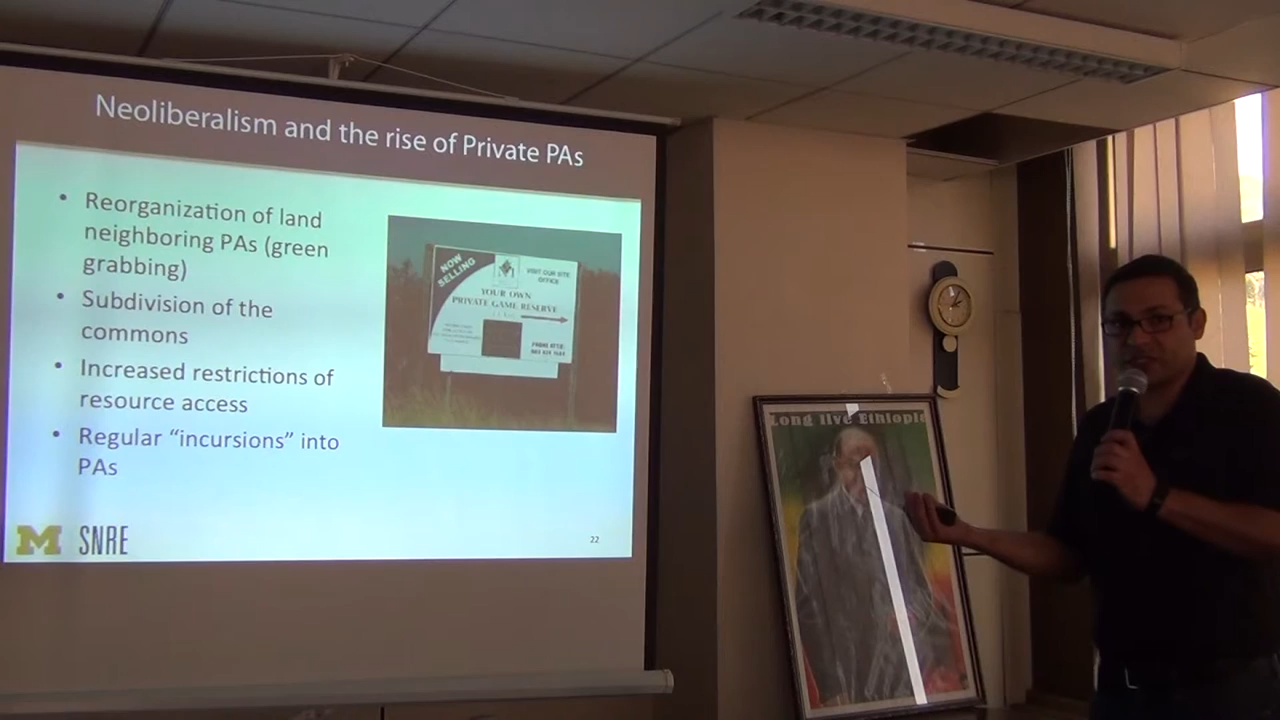 Neoliberalism and the rise of Private PAs
• Reorganization of land
neighboring PAs (green
grabbing)
• Subdivision of the
commons
• Increased restrictions of
resource access
• Regular “incursions” into
PAs
NOW
SELLING
VISIT OUR SITE
OFFICE
YOUR OWN
PRIVATE GAME RESERVE
M SNRE
22
Long live Ethiopia